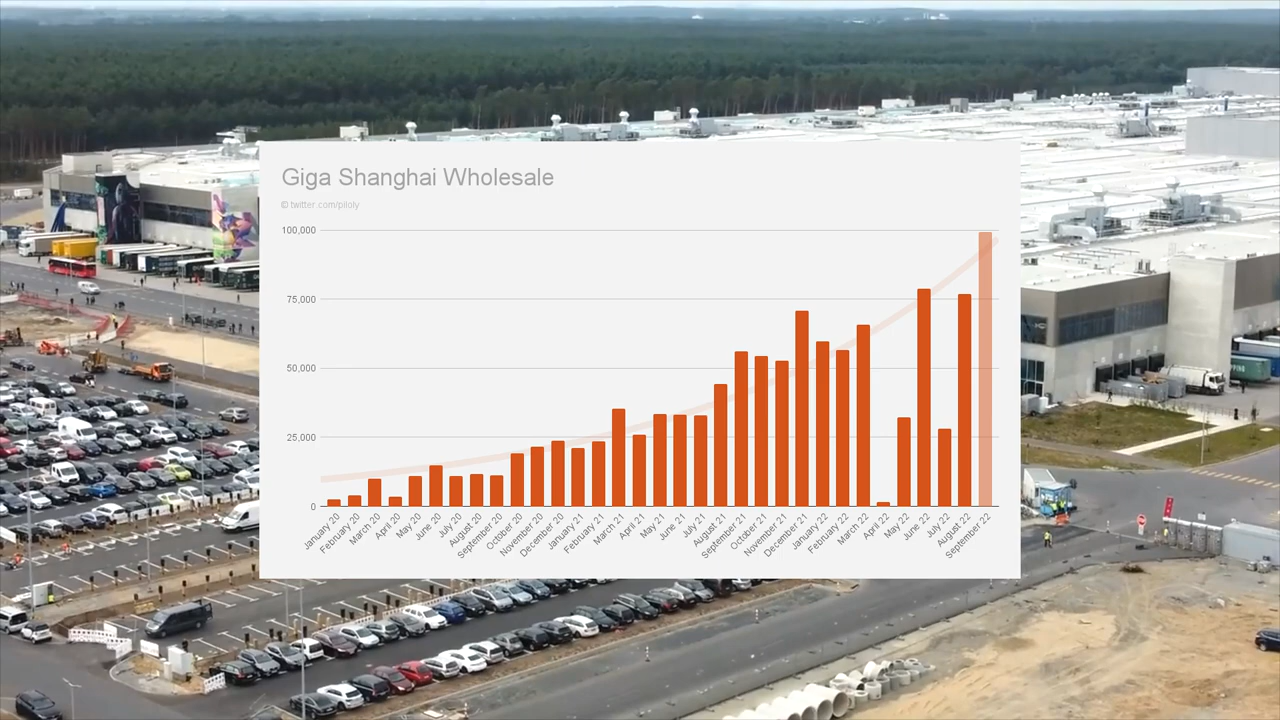 Giga Shanghai Wholesale
© twitter.com/piloly
100,000
75,000
50,000
25,000
0
January 20
February 20
March 20
April 20
May 20
June 20
July 20
August 20
September 20
October 20
November 20
December 20
January 21
February 21
March 21
April 21
May 21
June 21
July 21
August 21
September 21
October 21
November 21
December 21
January 22
February 22
March 22
April 22
May 22
June 22
July 22
August 22
September 22